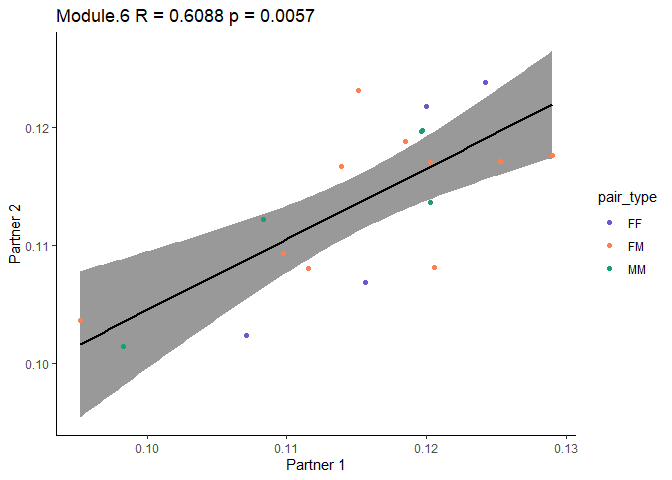 Module.6 R = 0.6088 p = 0.0057
0.12
0.11
0.10
Partner 2
0.10
0.11
0.12
0.13
Partner 1
pair_type
FF
FM
MM